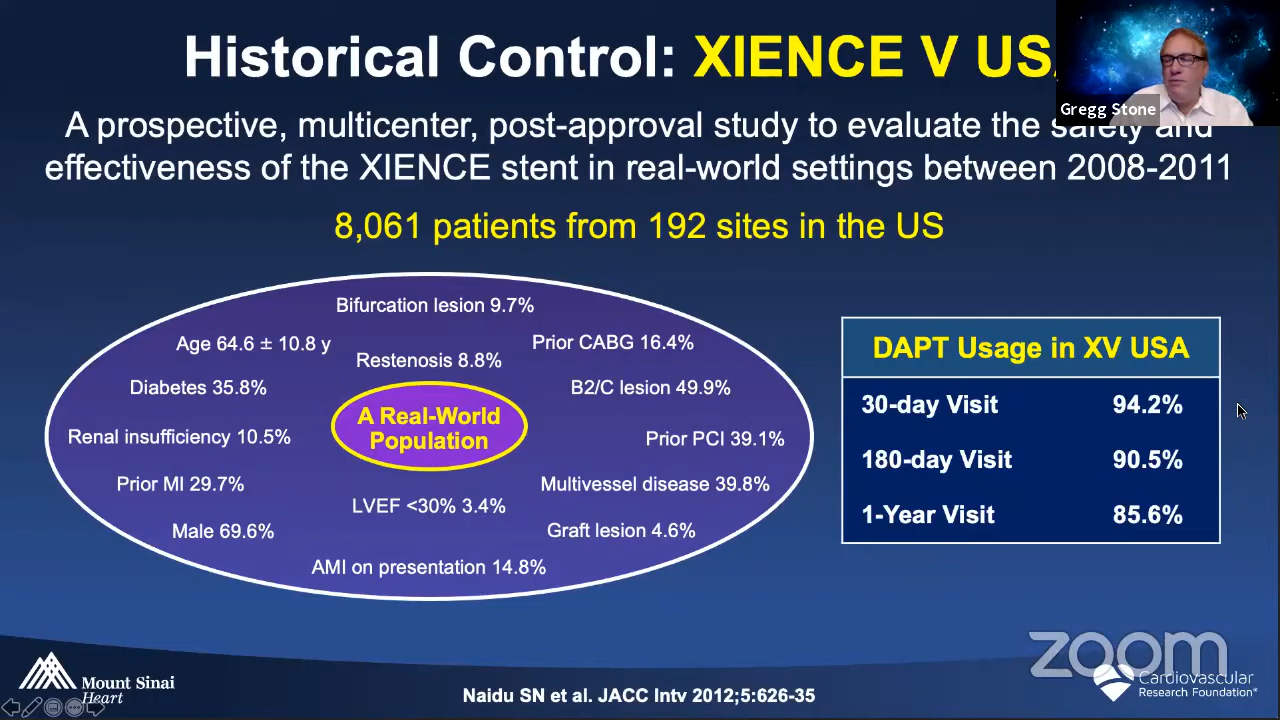 Historical Control: XIENCE V USA
Gregg Stone
A prospective, multicenter, post-approval study to evaluate the safety and
effectiveness of the XIENCE stent in real-world settings between 2008-2011
8,061 patients from 192 sites in the US
Bifurcation lesion 9.7%
Age 64.6 ± 10.8 y
Restenosis 8.8%
Prior CABG 16.4%
Diabetes 35.8%
B2/C lesion 49.9%
A Real-World
Population
Renal insufficiency 10.5%
Prior PCI 39.1%
Prior MI 29.7%
LVEF <30% 3.4%
Multivessel disease 39.8%
Male 69.6%
Graft lesion 4.6%
AMI on presentation 14.8%
DAPT Usage in XV USA
30-day Visit 94.2%
180-day Visit 90.5%
1-Year Visit 85.6%
zoom
Mount Sinai
Heart
Naidu SN et al. JACC Intv 2012;5:626-35
Cardiovascular
Research Foundation®